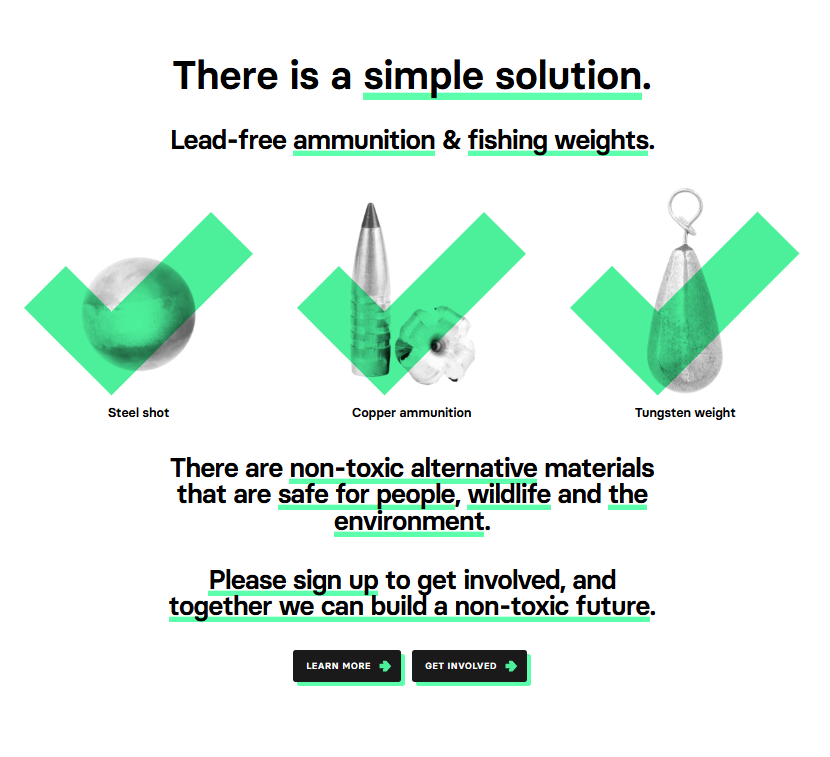 There is a simple solution.
Lead-free ammunition & fishing weights.
Steel shot
Copper ammunition
Tungsten weight
There are non-toxic alternative materials
that are safe for people, wildlife and the
environment.
Please sign up to get involved, and
together we can build a non-toxic future.
LEARN MORE
GET INVOLVED